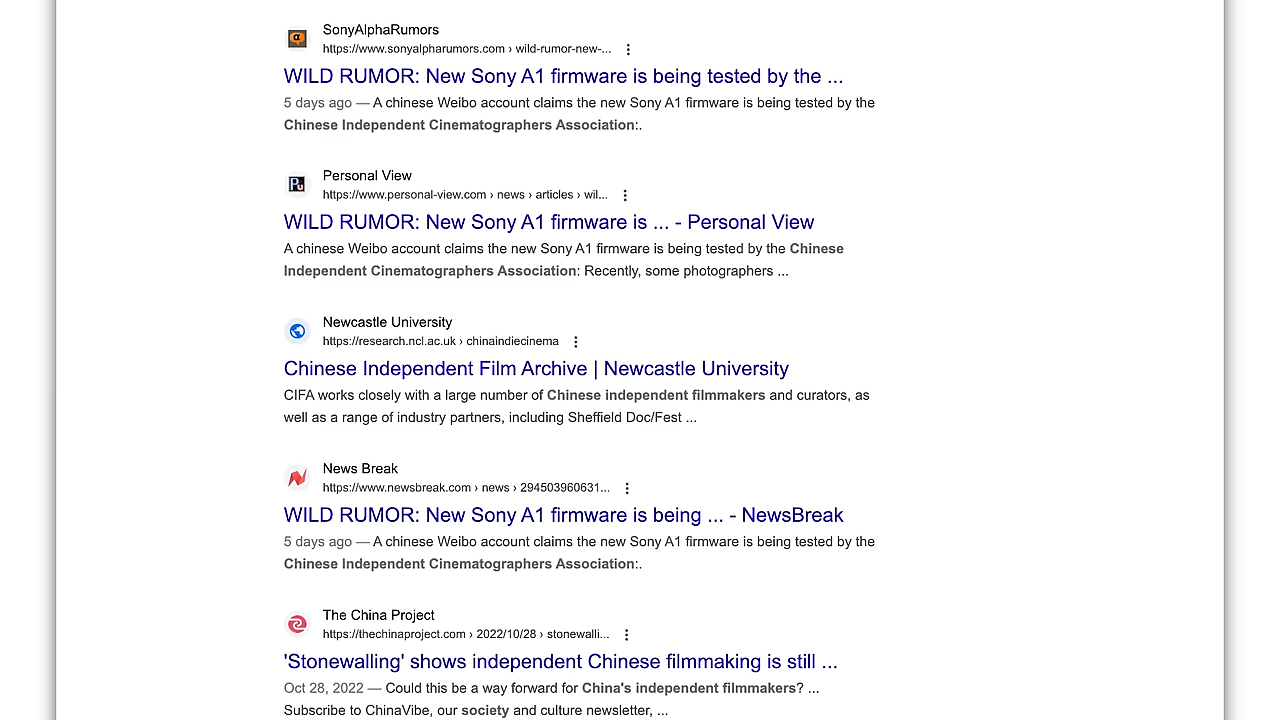 SonyAlphaRumors
https://www.sonyalpharumors.com › wild-rumor-new-...
WILD RUMOR: New Sony A1 firmware is being tested by the ...
5 days ago — A chinese Weibo account claims the new Sony A1 firmware is being tested by the
Chinese Independent Cinematographers Association:.
Personal View
https://www.personal-view.com › news › articles › wil...
WILD RUMOR: New Sony A1 firmware is ... - Personal View
A chinese Weibo account claims the new Sony A1 firmware is being tested by the Chinese
Independent Cinematographers Association: Recently, some photographers ...
Newcastle University
https://research.ncl.ac.uk › chinaindiecinema
Chinese Independent Film Archive | Newcastle University
CIFA works closely with a large number of Chinese independent filmmakers and curators, as
well as a range of industry partners, including Sheffield Doc/Fest ...
News Break
https://www.newsbreak.com › news › 294503960631...
WILD RUMOR: New Sony A1 firmware is being ... - NewsBreak
5 days ago — A chinese Weibo account claims the new Sony A1 firmware is being tested by the
Chinese Independent Cinematographers Association:.
The China Project
https://thechinaproject.com › 2022/10/28 › stonewalli...
'Stonewalling' shows independent Chinese filmmaking is still ...
Oct 28, 2022 — Could this be a way forward for China's independent filmmakers? ...
Subscribe to ChinaVibe, our society and culture newsletter, ...